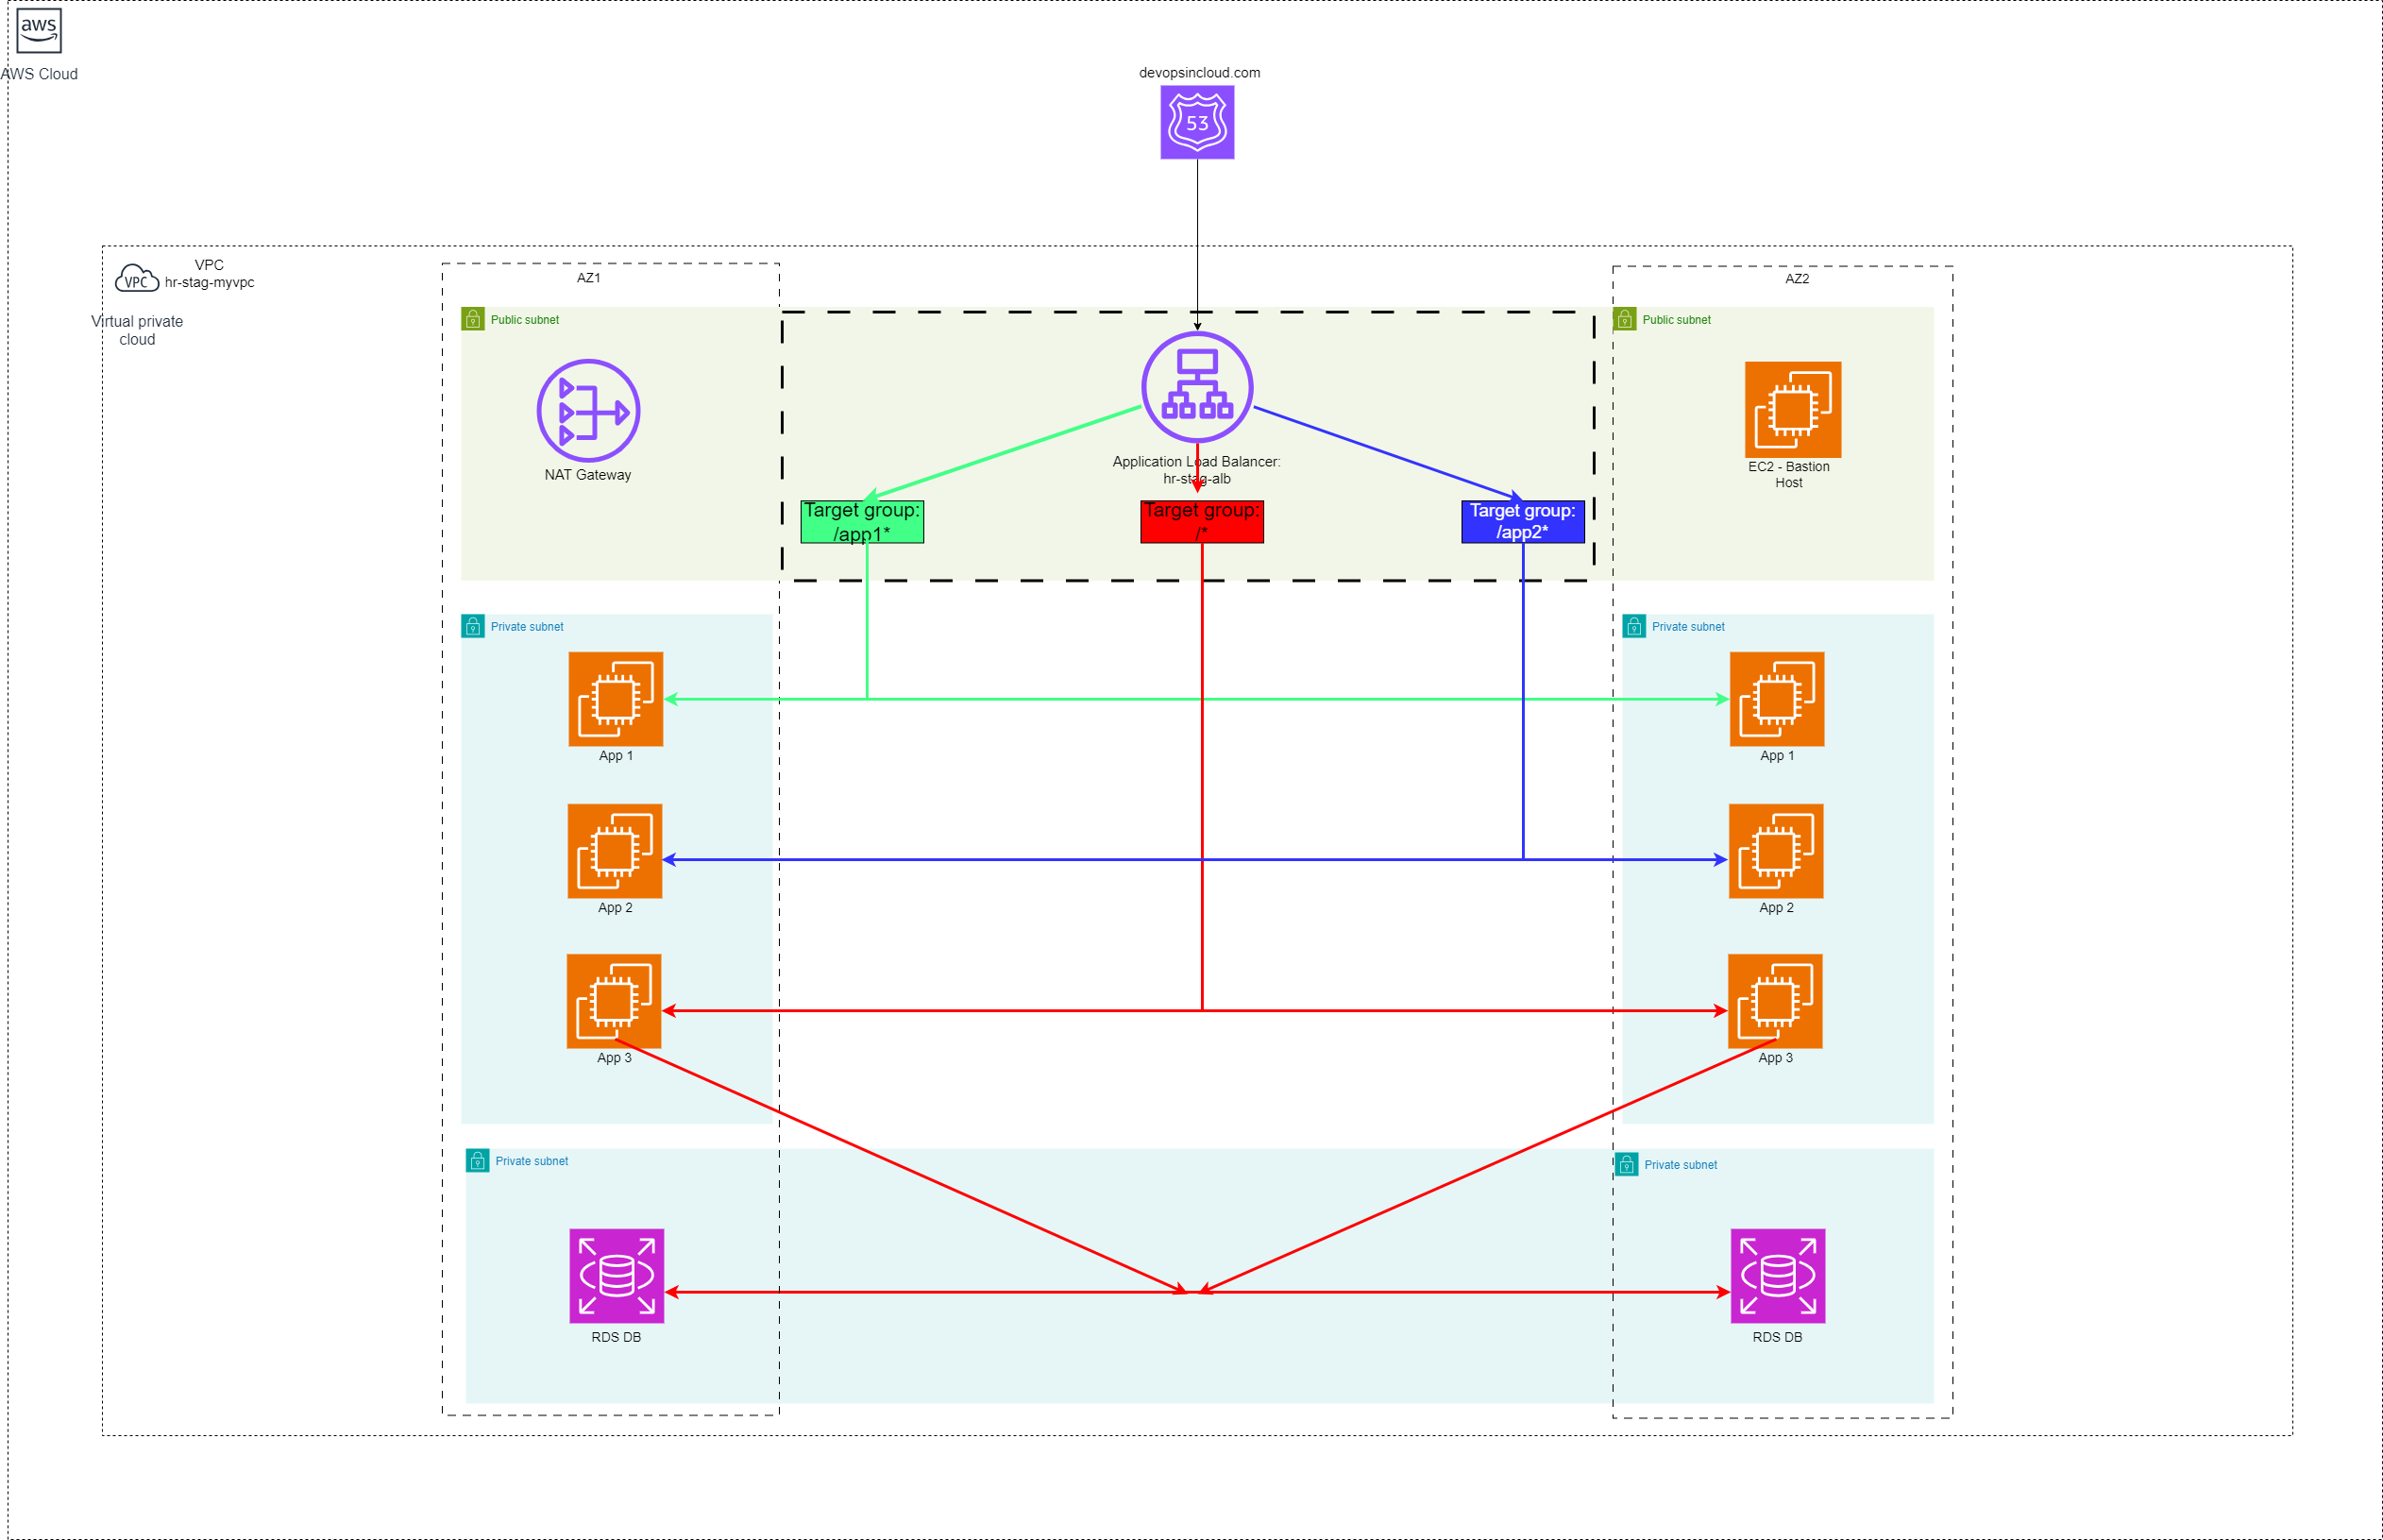 aws
AWS Cloud
devopsincloud.com
53
VPC
VPC
hr-stag-myvpc
Virtual private
cloud
AZ1
AZ2
Public subnet
Public subnet
NAT Gateway
Application Load Balancer:
hr-stag-alb
EC2 - Bastion
Host
Target group:
/app1*
Target group:
/*
Target group:
/app2*
Private subnet
Private subnet
App 1
App 1
App 2
App 2
App 3
App 3
Private subnet
Private subnet
RDS DB
RDS DB